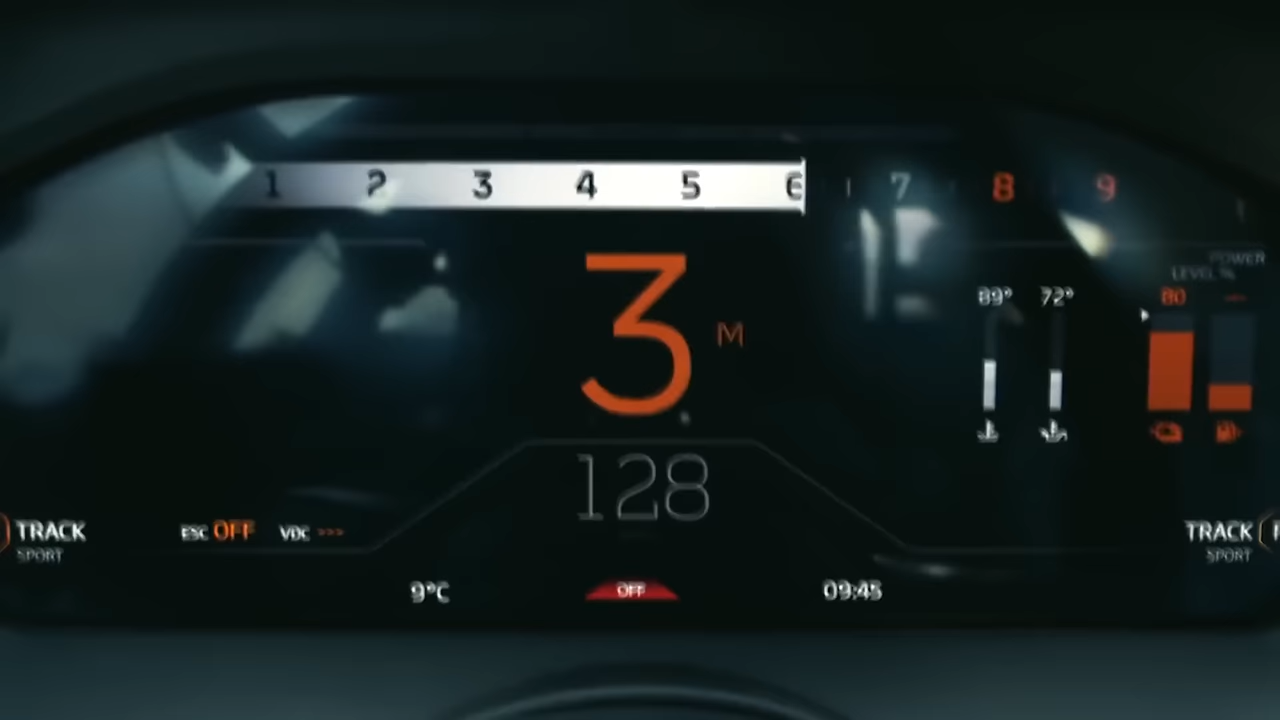 1 2 3 4 5 6 7 8 9
POWER
LEVEL %
89° 72° 80
3 M
128
TRACK ESC OFF VDC >>> TRACK
SPORT SPORT
9°C OFF 09:45